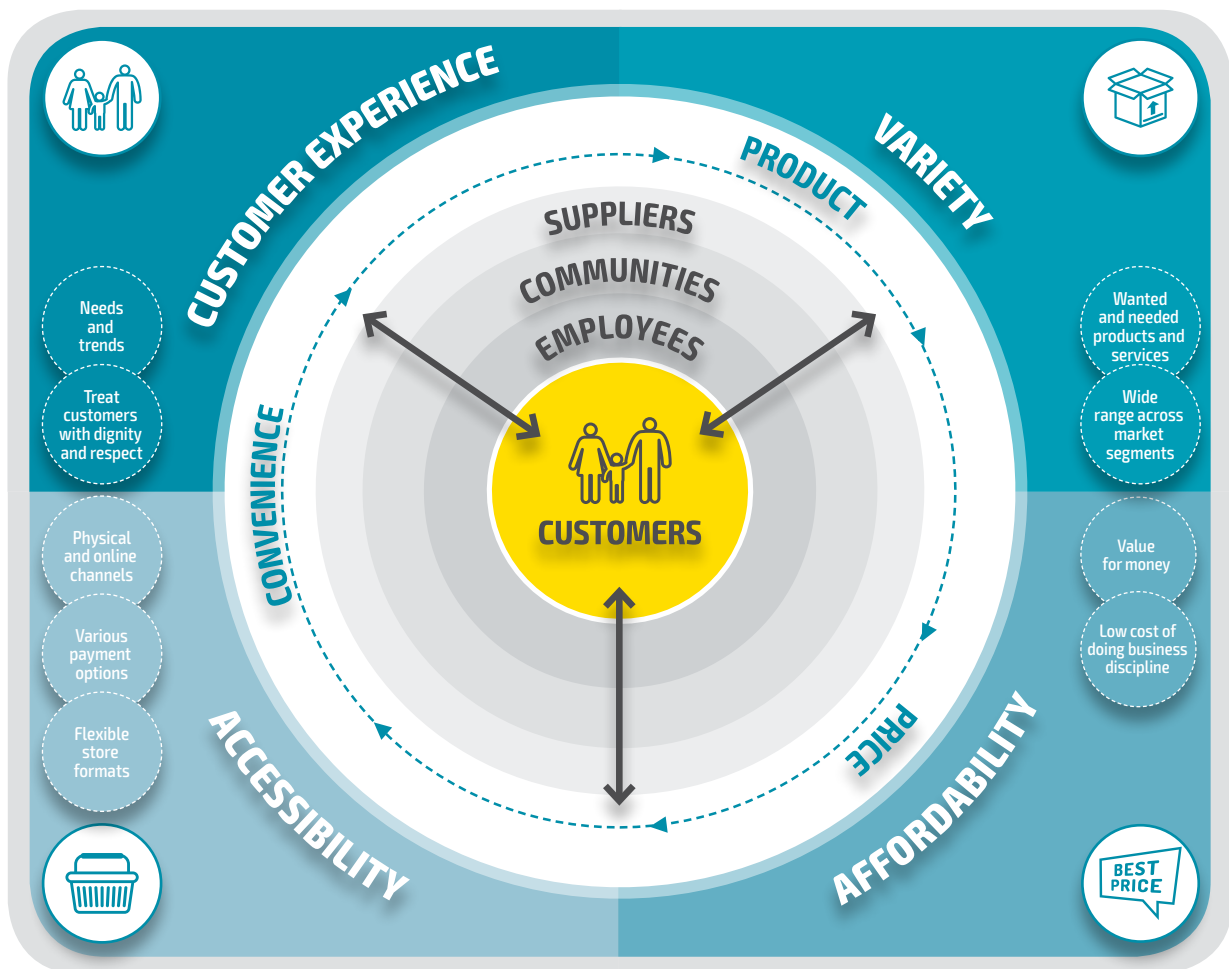 CUSTOMER EXPERIENCE
VARIETY
PRODUCT
SUPPLIERS
COMMUNITIES
EMPLOYEES
CUSTOMERS
CONVENIENCE
PRICE
Needs
and
trends
Treat
customers
with dignity
and respect
Wanted
and needed
products and
services
Wide
range across
market
segments
Physical
and online
channels
Various
payment
options
Flexible
store
formats
Value
for money
Low cost of
doing business
discipline
ACCESSIBILITY
AFFORDABILITY
BEST
PRICE